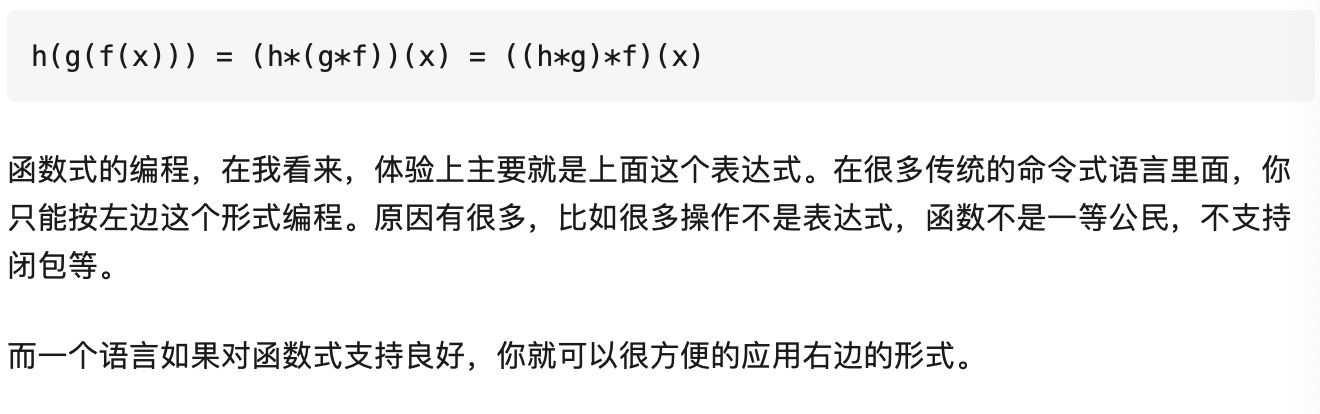 h(g(f(x))) = (h*(g*f))(x) = ((h*g)*f)(x)
函数式的编程，在我看来，体验上主要就是上面这个表达式。在很多传统的命令式语言里面，你
只能按左边这个形式编程。原因有很多，比如很多操作不是表达式，函数不是一等公民，不支持
闭包等。
而一个语言如果对函数式支持良好，你就可以很方便的应用右边的形式。